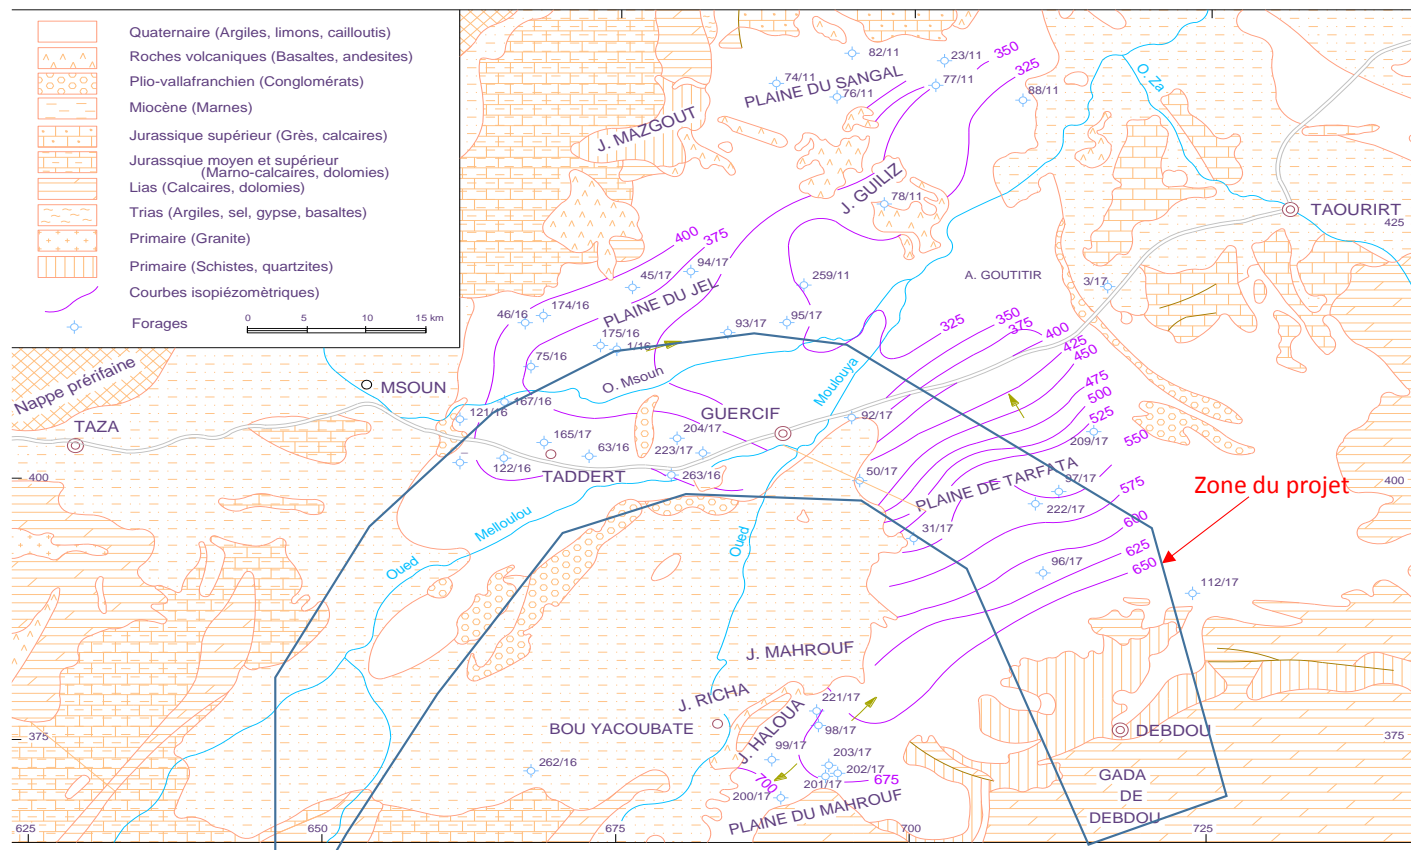 Quaternaire (Argiles, limons, cailloutis)
Roches volcaniques (Basaltes, andesites)
Plio-vallafranchien (Conglomérats)
Miocène (Marnes)
Jurassique supérieur (Grès, calcaires)
Jurassqiue moyen et supérieur
(Marno-calcaires, dolomies)
Lias (Calcaires, dolomies)
Trias (Argiles, sel, gypse, basaltes)
Primaire (Granite)
Primaire (Schistes, quartzites)
Courbes isopiézomètriques)
Forages
0 5 10 15 km
82/11
23/11
350
74/11
77/11
325
76/11
88/11
PLAINE DU SANGAL
O. Za
J. MAZGOUT
J. GUILIZ
78/11
TAOURIRT
425
400
375
94/17
45/17
259/11
A. GOUTITIR
3/17
PLAINE DU JEL
174/16
46/16
175/16
1/16
93/17
95/17
325
350
375
400
425
450
475
500
525
550
575
600
625
650
75/16
O. Msoun
Moulouya
Nappe prérifaine
MSOUN
TAZA
167/16
121/16
GUERCIF
92/17
204/17
165/17
63/16
223/17
209/17
122/16
TADDERT
263/16
50/17
97/17
PLAINE DE TARFATA
222/17
400
400
Zone du projet
Melloulou
Oued
Oued
31/17
96/17
112/17
J. MAHROUF
J. RICHA
221/17
J. HALOUA
98/17
BOU YACOUBATE
DEBDOU
375
375
99/17
203/17
202/17
201/17
262/16
700
675
200/17
PLAINE DU MAHROUF
GADA
DE
DEBDOU
625
650
675
700
725